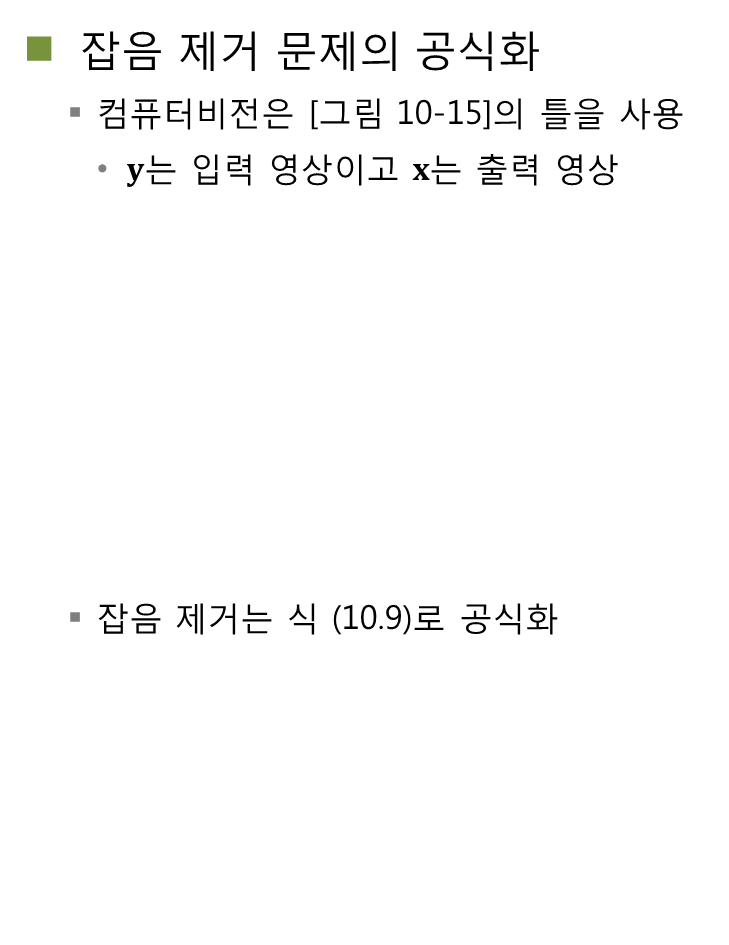 잡음 제거 문제의 공식화
컴퓨터비전은 [그림 10-15]의 틀을 사용
y는 입력 영상이고 x는 출력 영상
잡음 제거는 식 (10.9)로 공식화